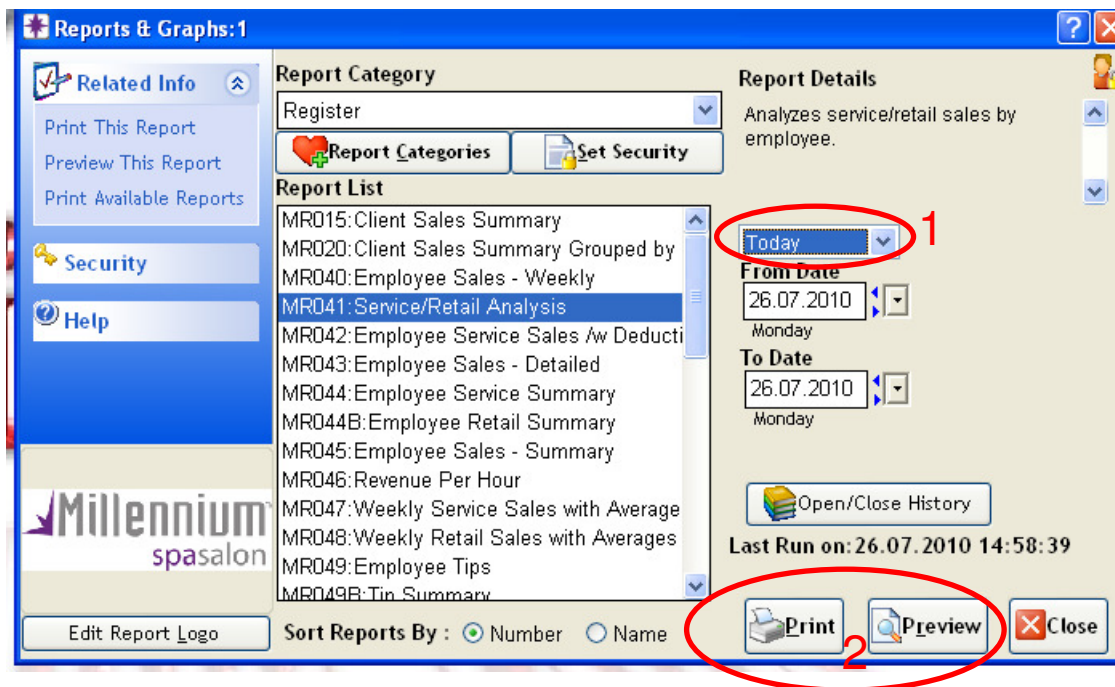 Reports & Graphs:1
Related Info
Print This Report
Preview This Report
Print Available Reports
Security
Help
Millennium
spasalon
Edit Report Logo
Report Category
Register
Report Categories
Set Security
Report List
MR015:Client Sales Summary
MR020:Client Sales Summary Grouped by
MR040:Employee Sales - Weekly
MR041:Service/Retail Analysis
MR042:Employee Service Sales /w Deducti
MR043:Employee Sales - Detailed
MR044:Employee Service Summary
MR044B:Employee Retail Summary
MR045:Employee Sales - Summary
MR046:Revenue Per Hour
MR047:Weekly Service Sales with Average
MR048:Weekly Retail Sales with Averages
MR049:Employee Tips
MR049B:Tip Summary
Sort Reports By : Number Name
Report Details
Analyzes service/retail sales by
employee.
Today
1
From Date
26.07.2010
Monday
To Date
26.07.2010
Monday
Open/Close History
Last Run on:26.07.2010 14:58:39
Print
Preview
Close
2